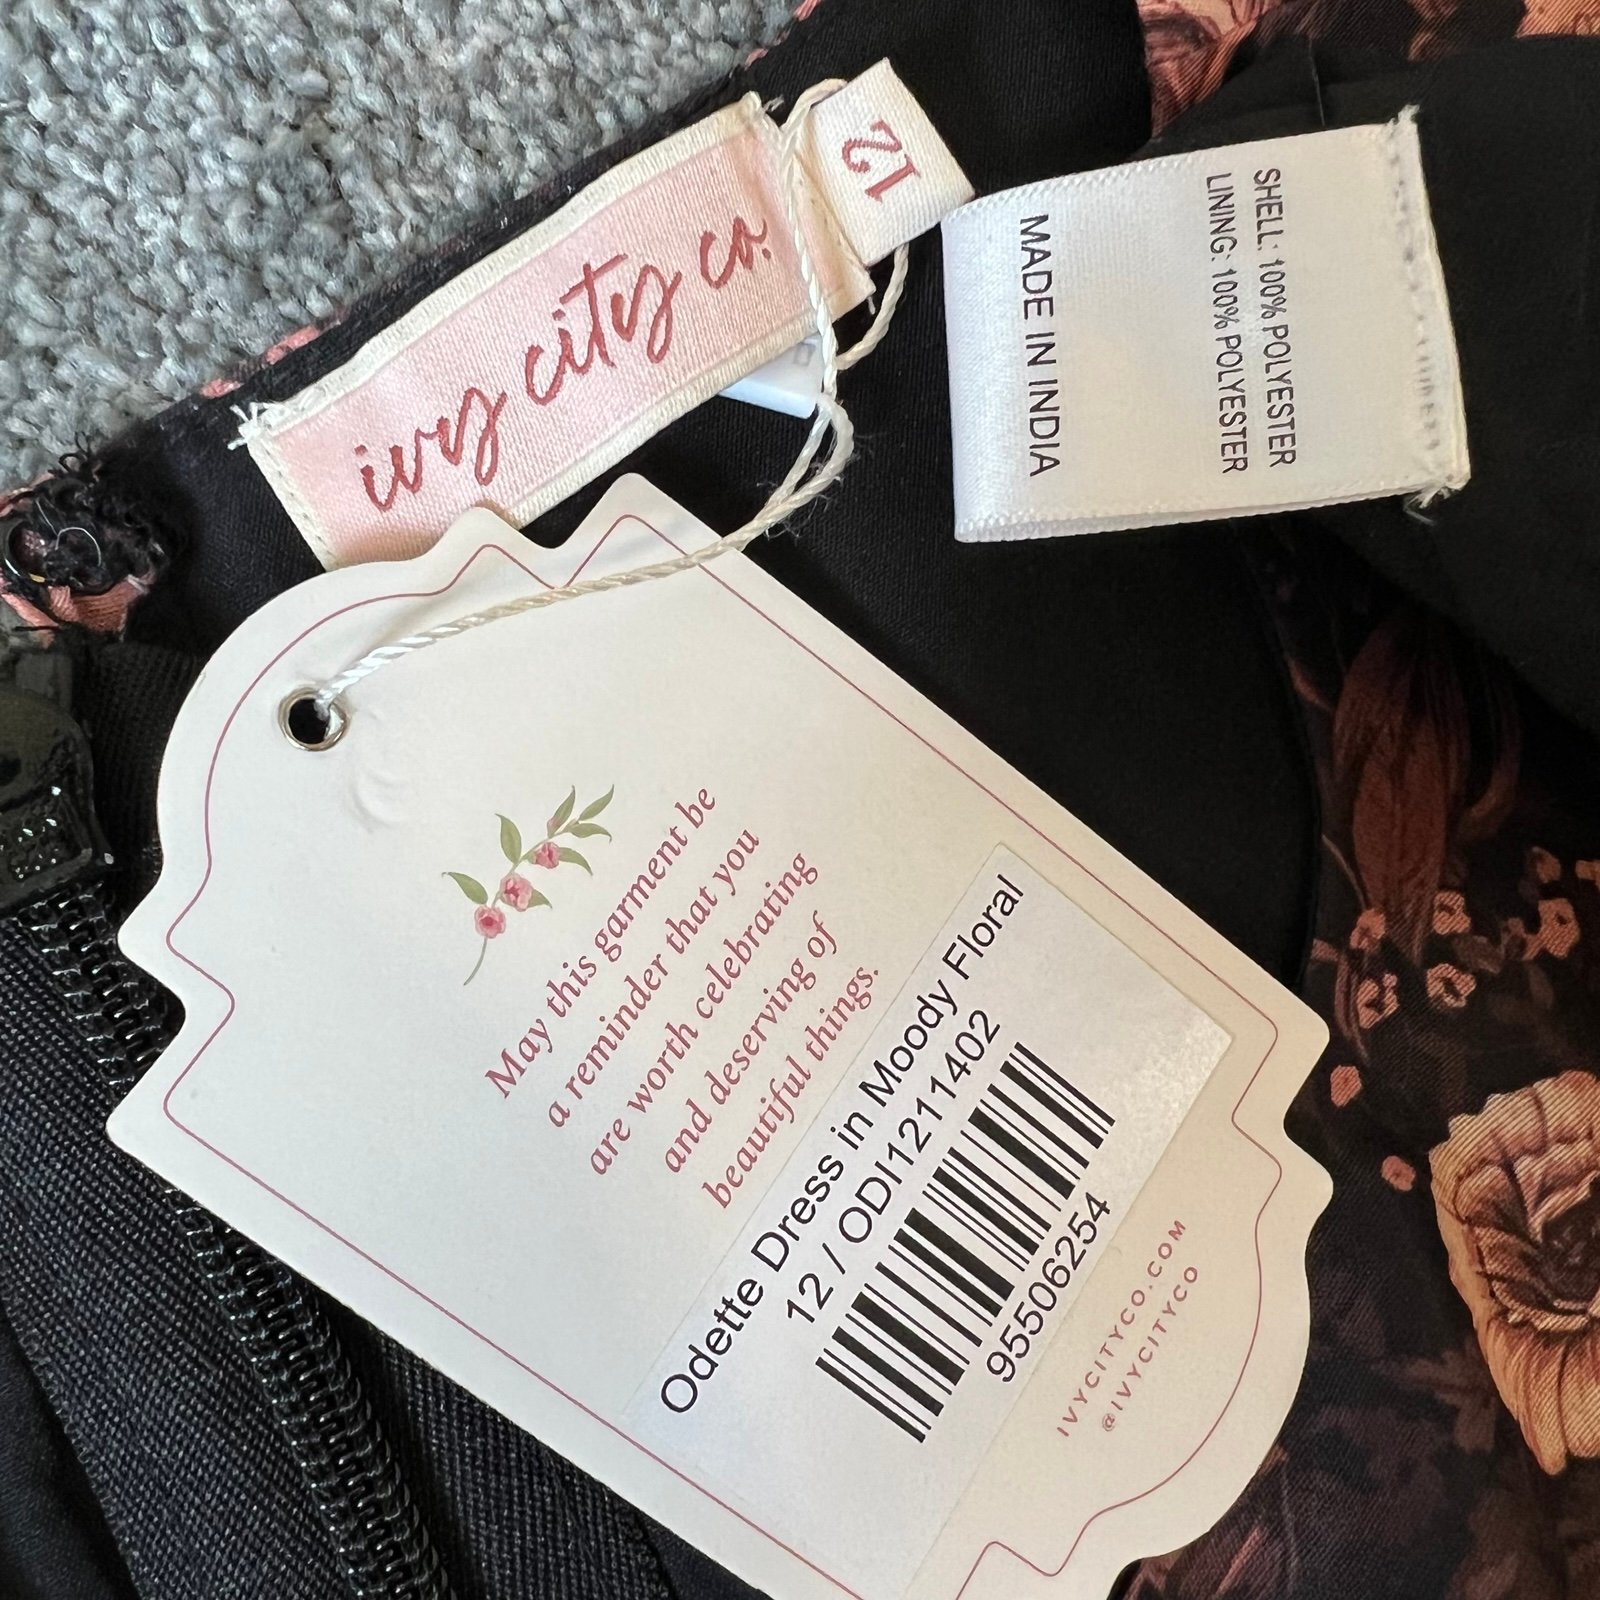 ivy city co.
12
SHELL: 100% POLYESTER
LINING: 100% POLYESTER
MADE IN INDIA
May this garment be
a reminder that you
are worth celebrating
and deserving of
beautiful things.
Odette Dress in Moody Floral
12 / ODI1211402
95506254
IVYCITYCO.COM
@IVYCITYCO